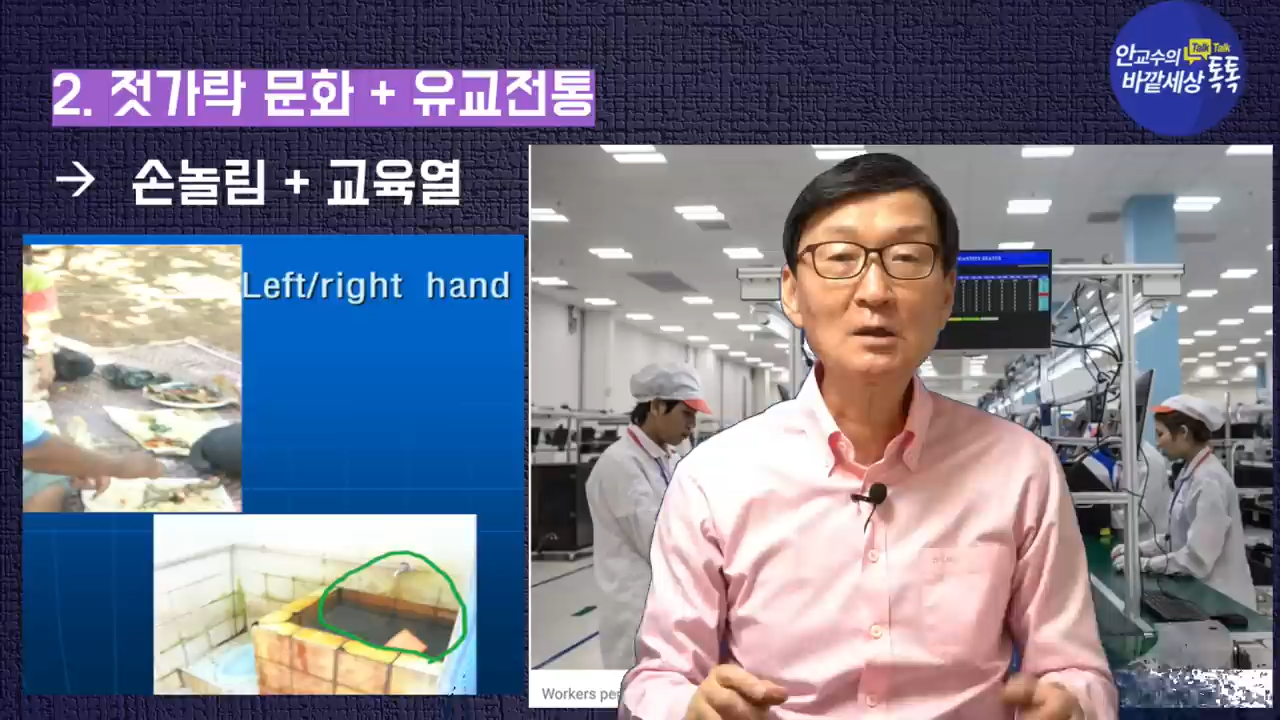 2. 젓가락 문화 + 유교전통
→ 손놀림 + 교육열
안교수의 Talk Talk
바깥세상 톡톡
Left/right hand
Workers